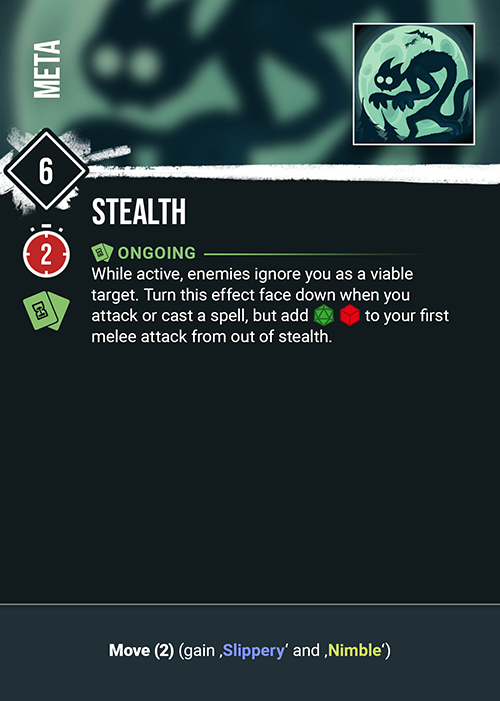 META
6
STEALTH
2
ONGOING
While active, enemies ignore you as a viable
target. Turn this effect face down when you
attack or cast a spell, but add to your first
melee attack from out of stealth.
Move (2) (gain ‚Slippery‘ and ‚Nimble‘)